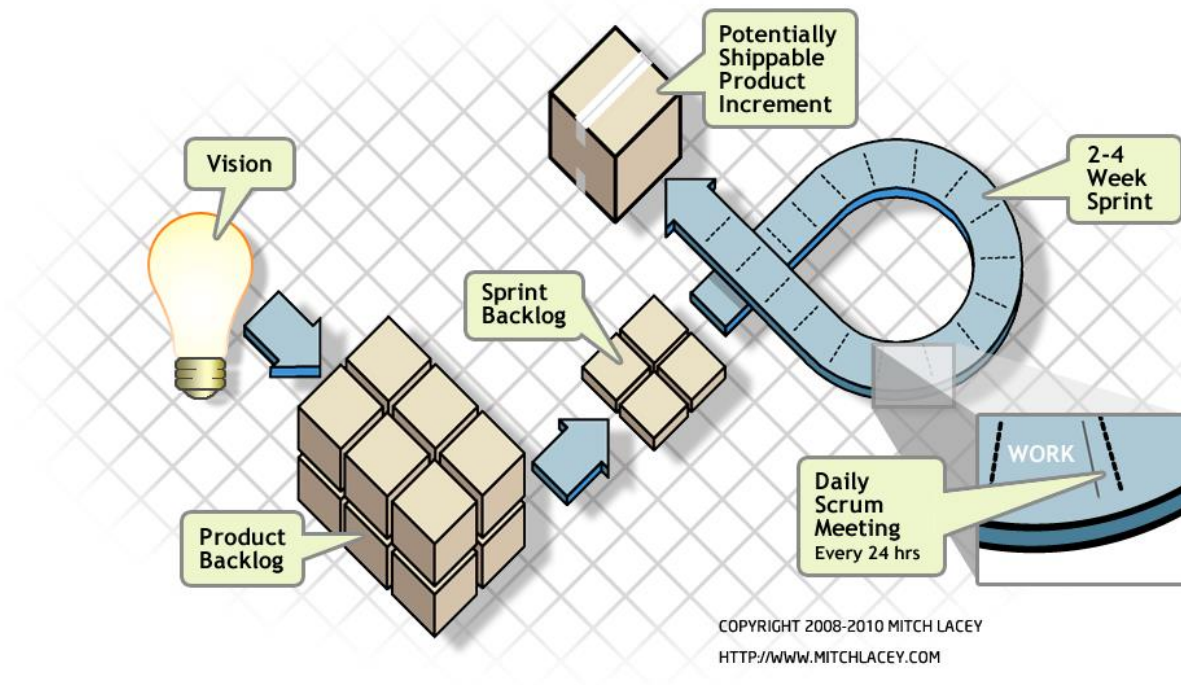 Potentially
Shippable
Product
Increment
Vision
2-4
Week
Sprint
Sprint
Backlog
WORK
Daily
Scrum
Meeting
Every 24 hrs
Product
Backlog
COPYRIGHT 2008-2010 MITCH LACEY
HTTP://WWW.MITCHLACEY.COM